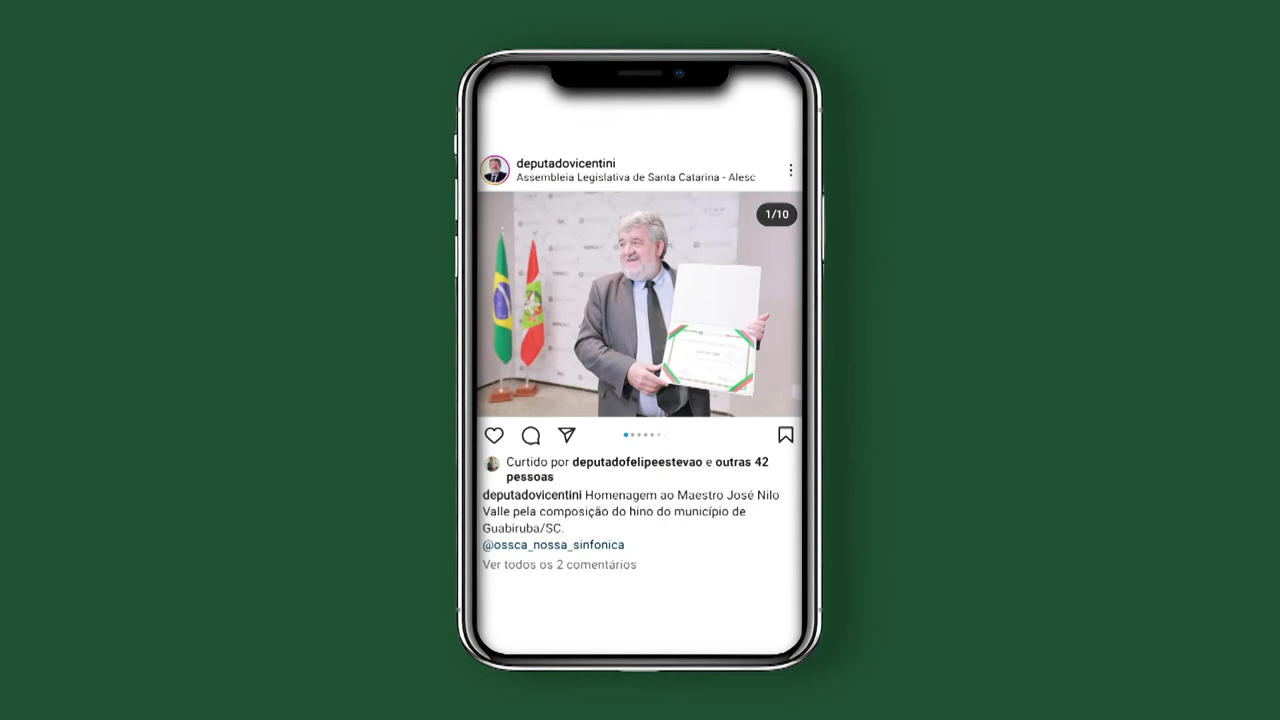 deputadovicentini
Assembleia Legislativa de Santa Catarina - Alesc
1/10
Curtido por deputadofelipeestevao e outras 42
pessoas
deputadovicentini Homenagem ao Maestro José Nilo
Valle pela composição do hino do município de
Guabiruba/SC.
@ossca_nossa_sinfonica
Ver todos os 2 comentários